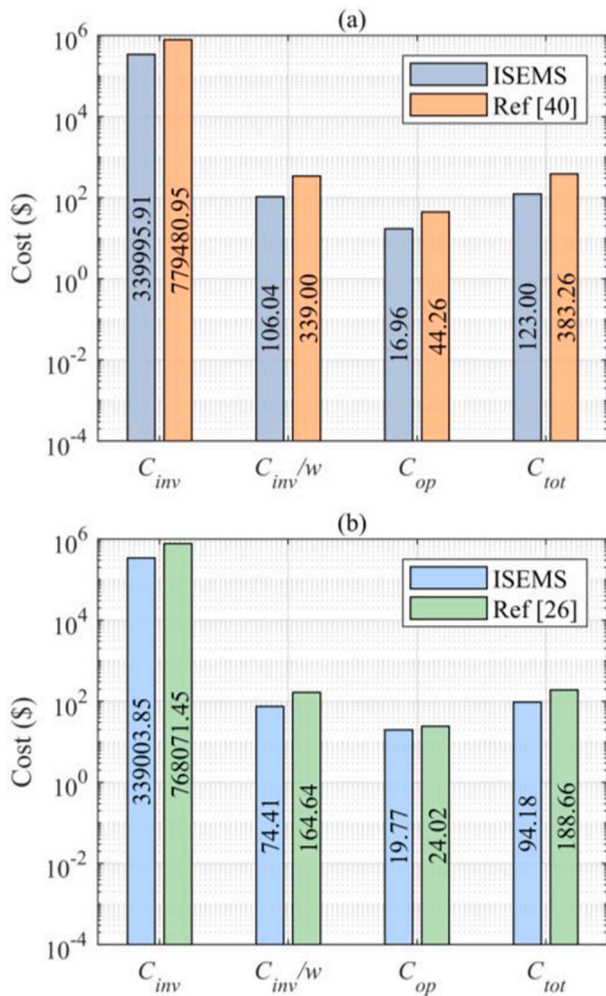 (a)
10^6
10^4
10^2
10^0
10^-2
10^-4
Cost ($)
ISEMS
Ref [40]
339995.91
779480.95
106.04
339.00
16.96
44.26
123.00
383.26
C_inv
C_inv/w
C_op
C_tot
(b)
10^6
10^4
10^2
10^0
10^-2
10^-4
Cost ($)
ISEMS
Ref [26]
339003.85
768071.45
74.41
164.64
19.77
24.02
94.18
188.66
C_inv
C_inv/w
C_op
C_tot